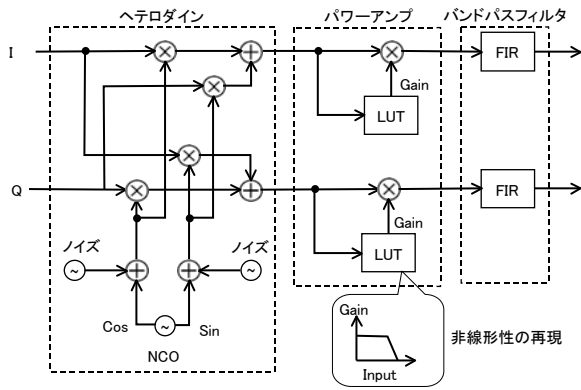 ヘテロダイン
パワーアンプ
バンドパスフィルタ
I
FIR
Gain
LUT
Q
FIR
Gain
LUT
ノイズ
ノイズ
Cos
Sin
NCO
Gain
Input
非線形性の再現